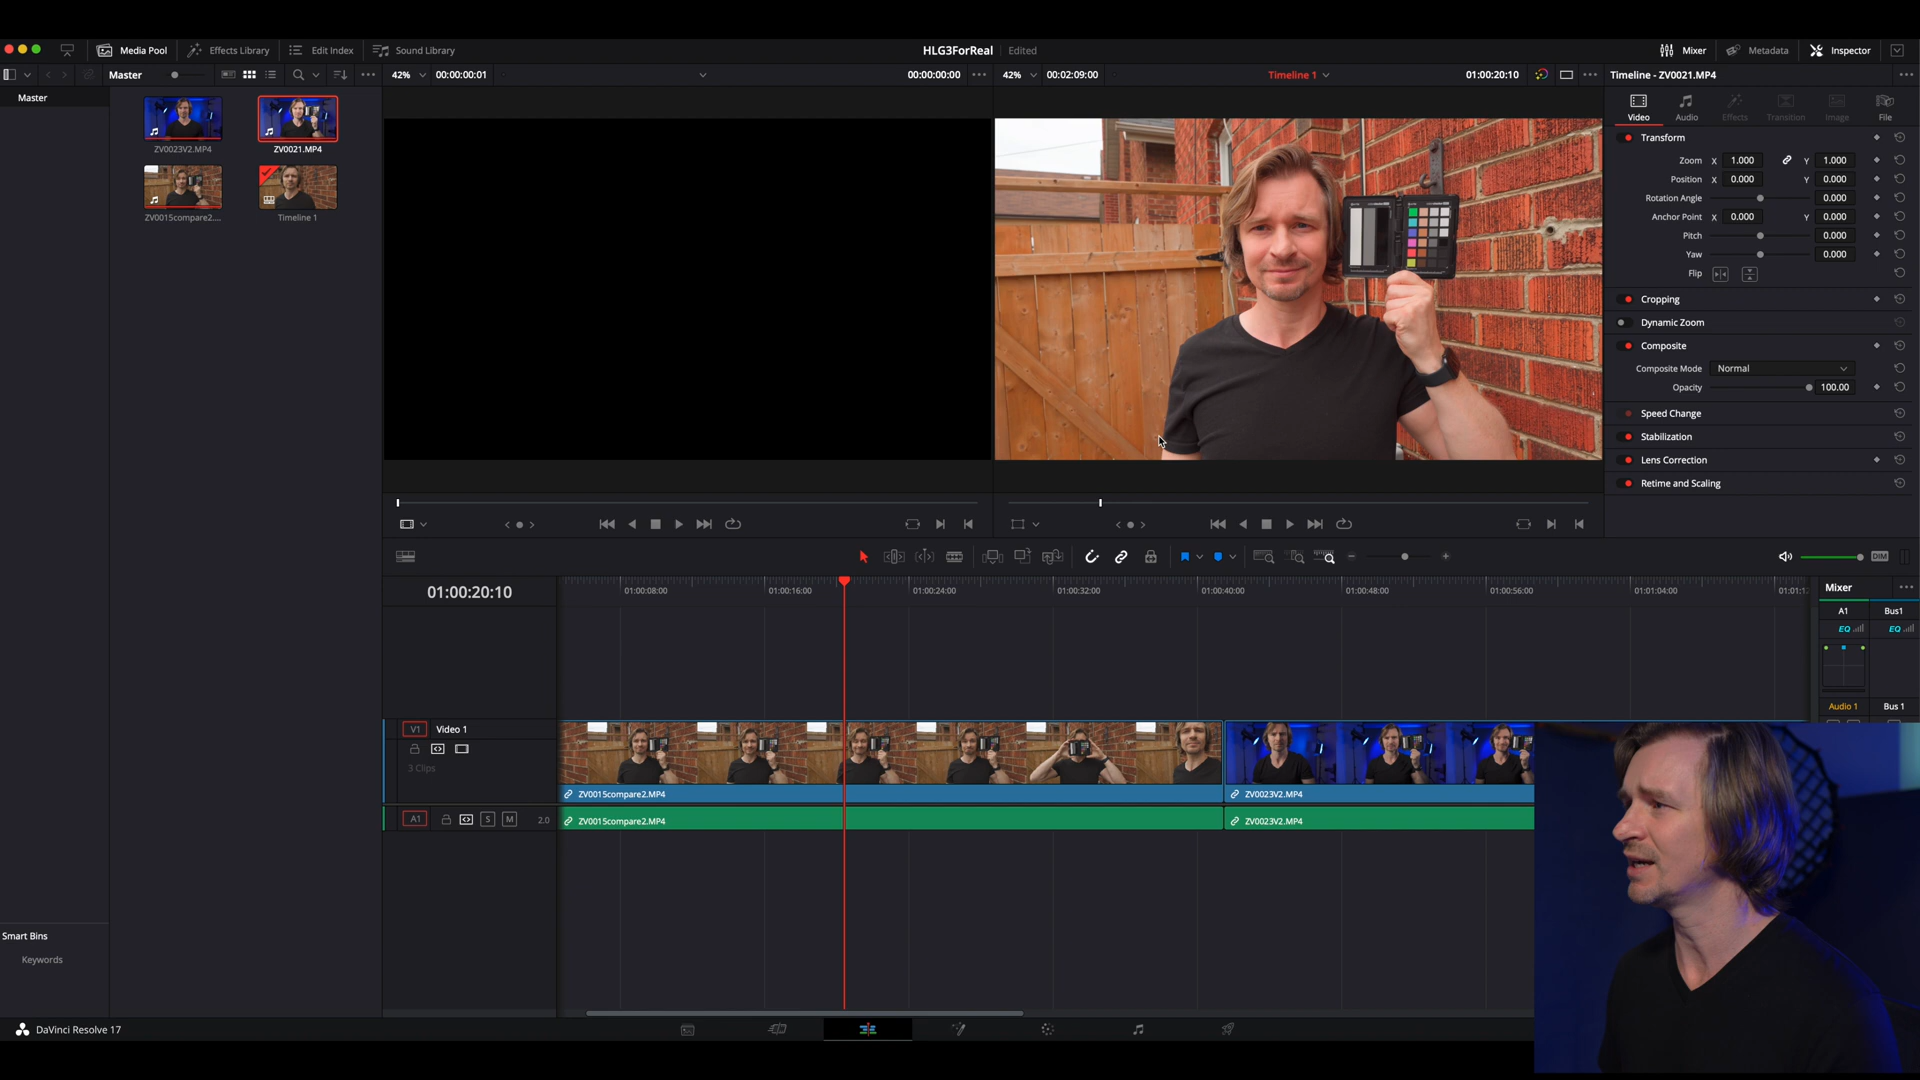 Media Pool
Effects Library
Edit Index
Sound Library
HLG3ForReal
Edited
Mixer
Metadata
Inspector
Master
42%
00:00:00:01
00:00:00:00
42%
00:02:09:00
Timeline 1
01:00:20:10
Timeline - ZV0021.MP4
Master
ZV0023V2.MP4
ZV0021.MP4
ZV0015compare2....
Timeline 1
Video
Audio
Effects
Transition
Image
File
Transform
Zoom X 1.000 Y 1.000
Position X 0.000 Y 0.000
Rotation Angle 0.000
Anchor Point X 0.000 Y 0.000
Pitch 0.000
Yaw 0.000
Flip
Cropping
Dynamic Zoom
Composite
Composite Mode Normal
Opacity 100.00
Speed Change
Stabilization
Lens Correction
Retime and Scaling
DIM
01:00:20:10
01:00:08:00
01:00:16:00
01:00:24:00
01:00:32:00
01:00:40:00
01:00:48:00
01:00:56:00
01:01:04:00
01:01:1
Mixer
A1
Bus1
EQ
EQ
Audio 1
Bus 1
V1
Video 1
3 Clips
ZV0015compare2.MP4
ZV0023V2.MP4
A1
S
M
2.0
ZV0015compare2.MP4
ZV0023V2.MP4
Smart Bins
Keywords
DaVinci Resolve 17